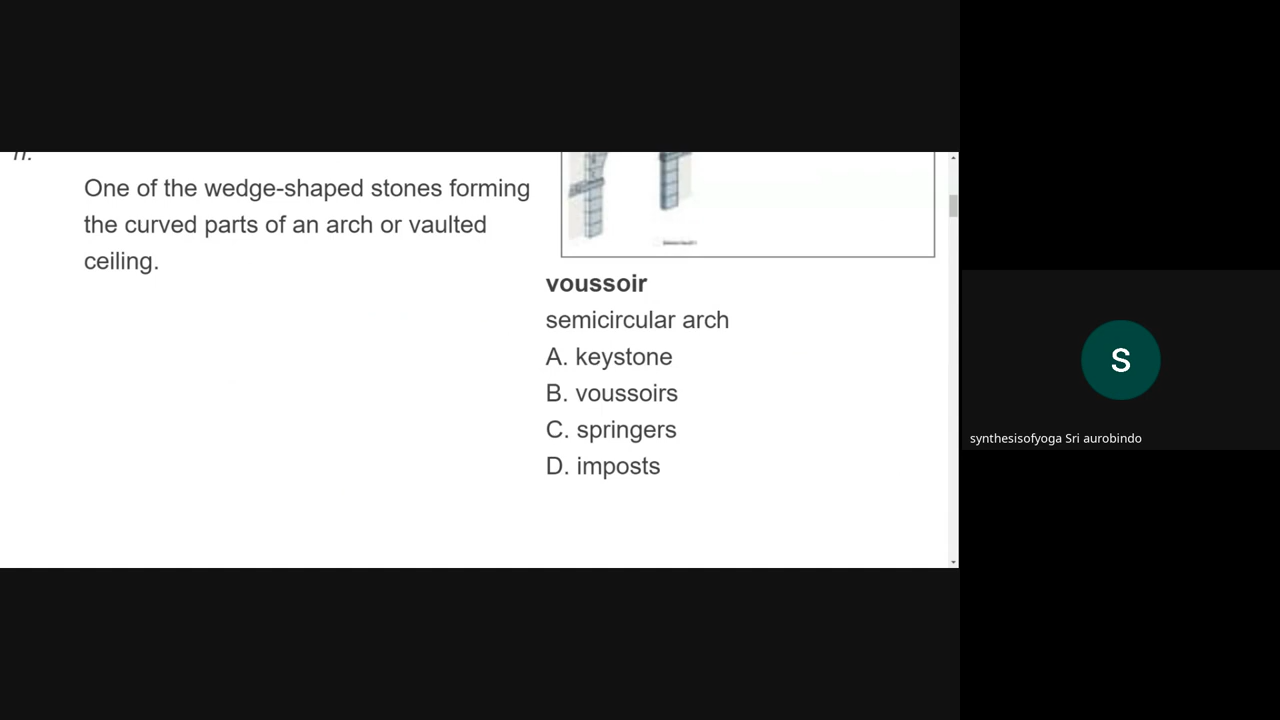 n.
One of the wedge-shaped stones forming
the curved parts of an arch or vaulted
ceiling.
voussoir
semicircular arch
A. keystone
B. voussoirs
C. springers
D. imposts
S
synthesisofyoga Sri aurobindo